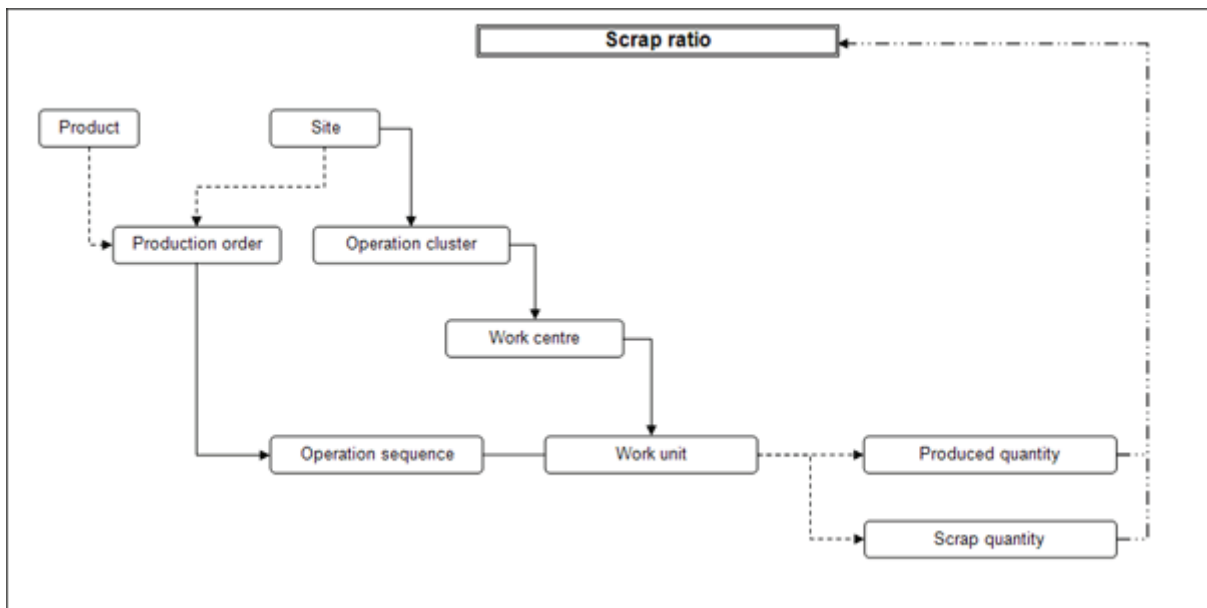 Scrap ratio
Product
Site
Production order
Operation cluster
Work centre
Operation sequence
Work unit
Produced quantity
Scrap quantity